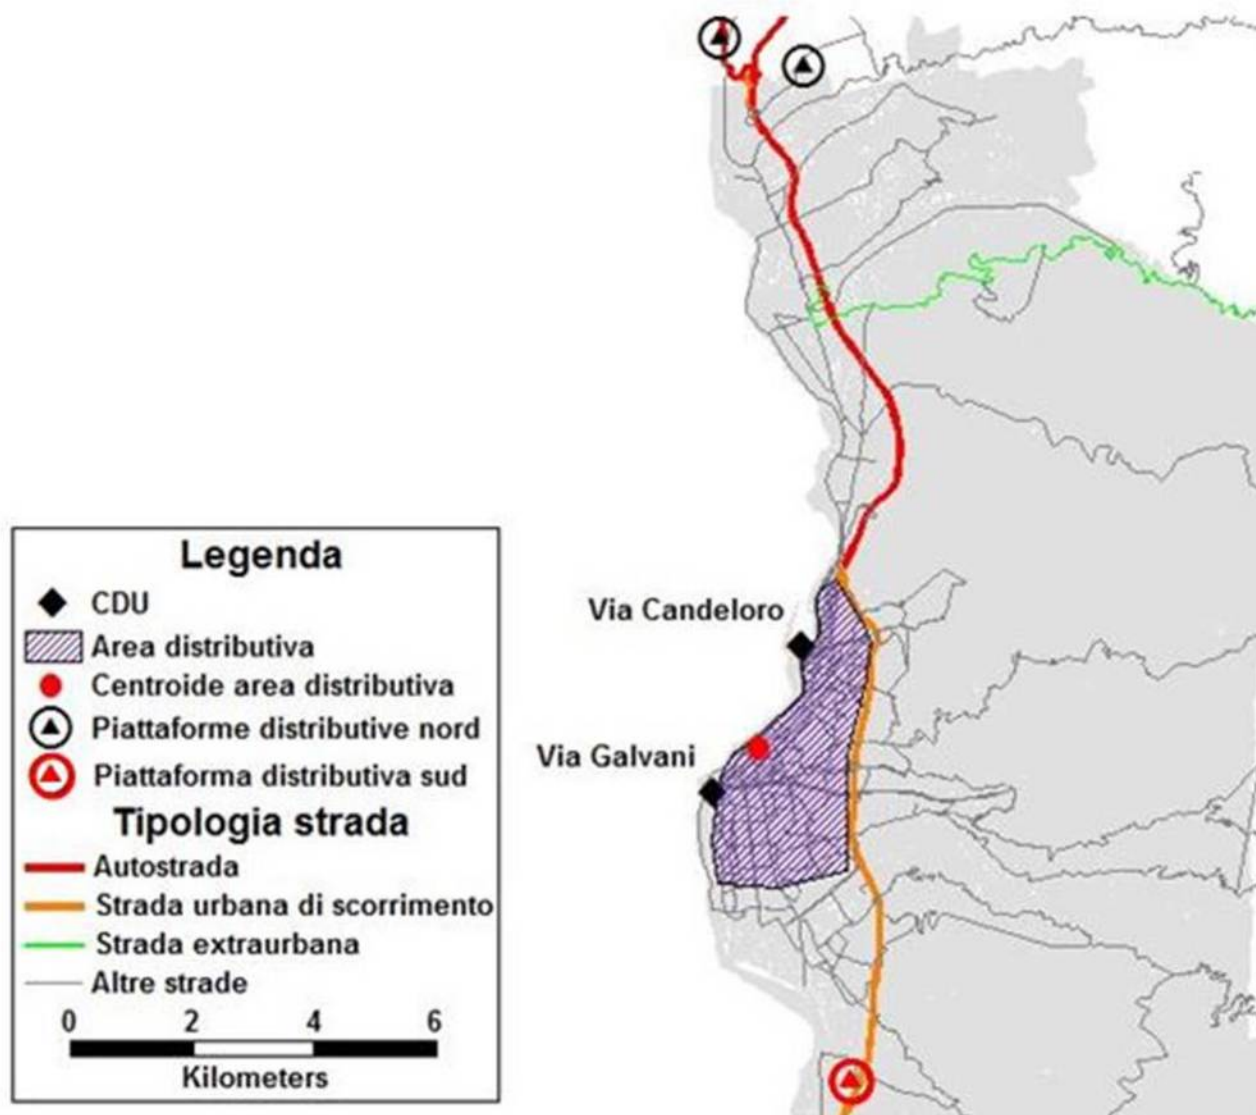 Via Candeloro
Via Galvani
Legenda
CDU
Area distributiva
Centroide area distributiva
Piattaforme distributive nord
Piattaforma distributiva sud
Tipologia strada
Autostrada
Strada urbana di scorrimento
Strada extraurbana
Altre strade
0 2 4 6
Kilometers